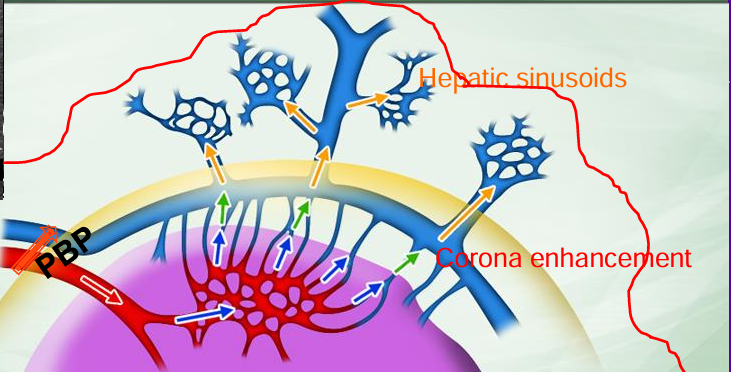 Hepatic sinusoids
PBP
Corona enhancement